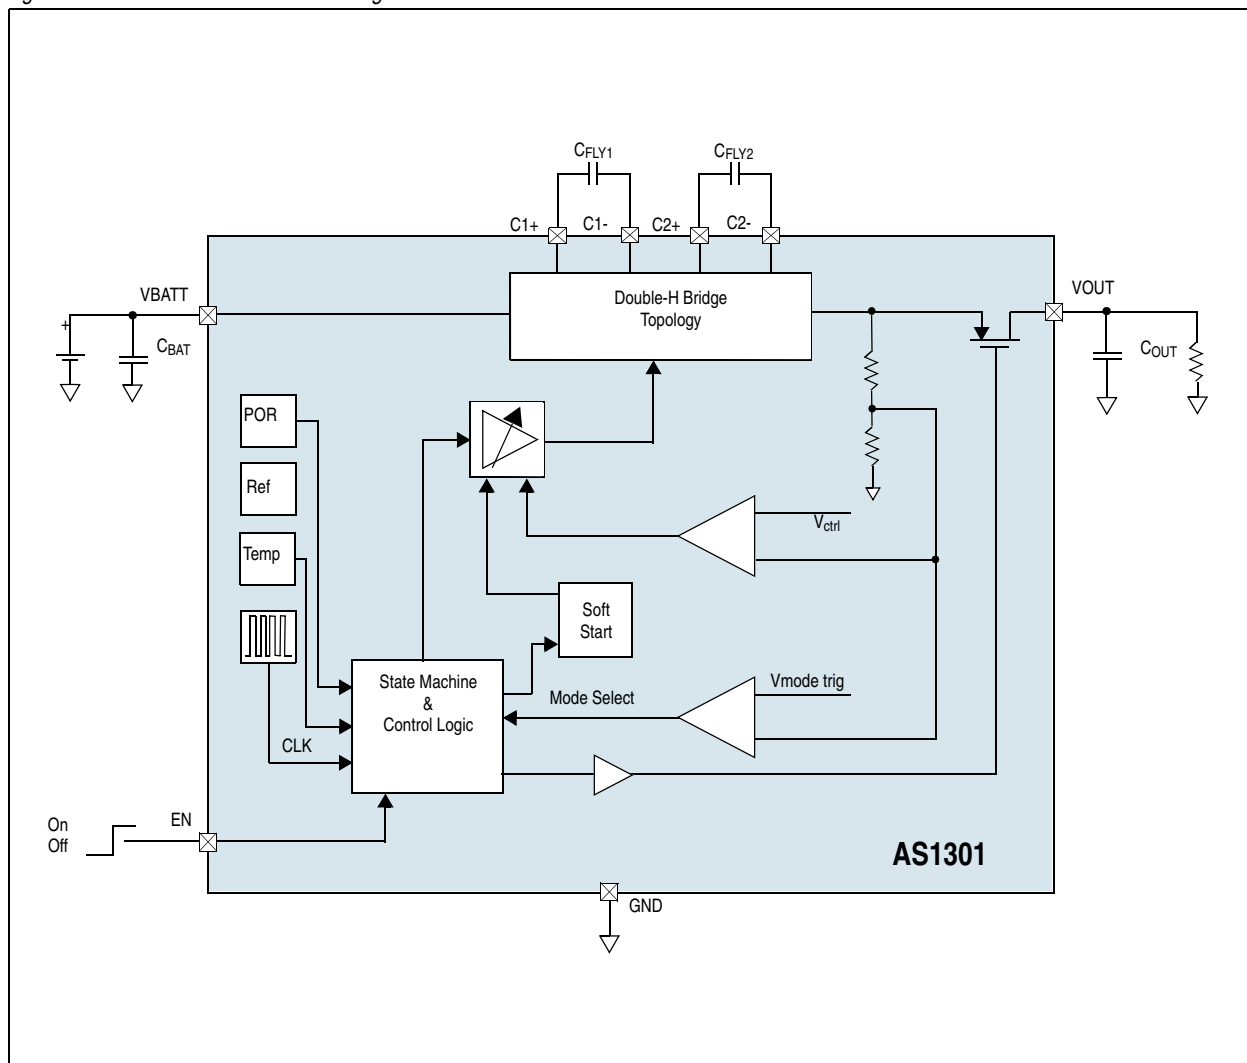 CFLY1
CFLY2
C1+
C1-
C2+
C2-
VBATT
Double-H Bridge
Topology
VOUT
+
CBAT
COUT
POR
Ref
Vctrl
Temp
Soft
Start
State Machine
&
Control Logic
Mode Select
Vmode trig
CLK
On
Off
EN
AS1301
GND